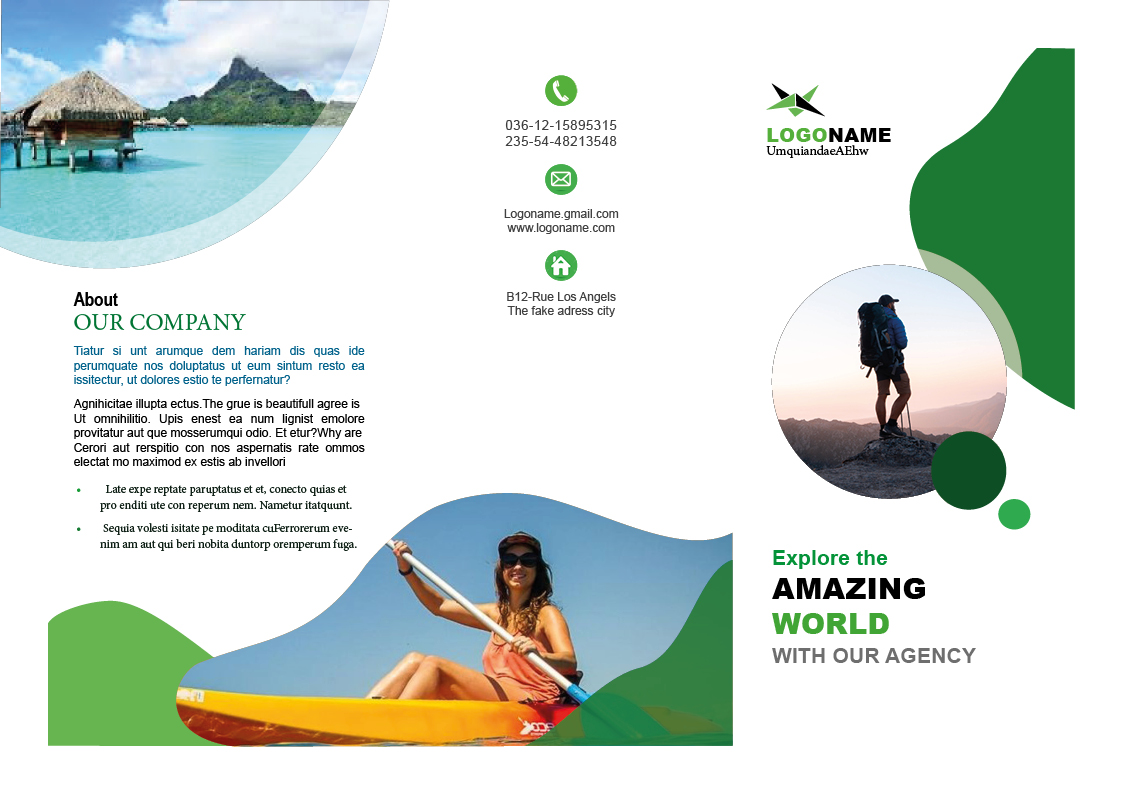 About
OUR COMPANY
Tiatur si unt arumque dem hariam dis quas ide
perumquate nos doluptatus ut eum sintum resto ea
issitectur, ut dolores estio te perfernatur?
Agnihicitae illupta ectus.The grue is beautifull agree is
Ut omnihilitio. Upis enest ea num lignist emolore
provitatur aut que mosserumqui odio. Et etur?Why are
Cerori aut rerspitio con nos aspernatis rate ommos
electat mo maximod ex estis ab invellori
• Late expe reptate paruptatus et et, conecto quias et
pro enditi ute con reperum nem. Nametur itatquunt.
• Sequia volesti isitate pe moditata cuFerrorerum eve-
nim am aut qui beri nobita duntorp oremperum fuga.
036-12-15895315
235-54-48213548
Logoname.gmail.com
www.logoname.com
B12-Rue Los Angels
The fake adress city
LOGONAME
UmquiandaeAEhw
Explore the
AMAZING
WORLD
WITH OUR AGENCY